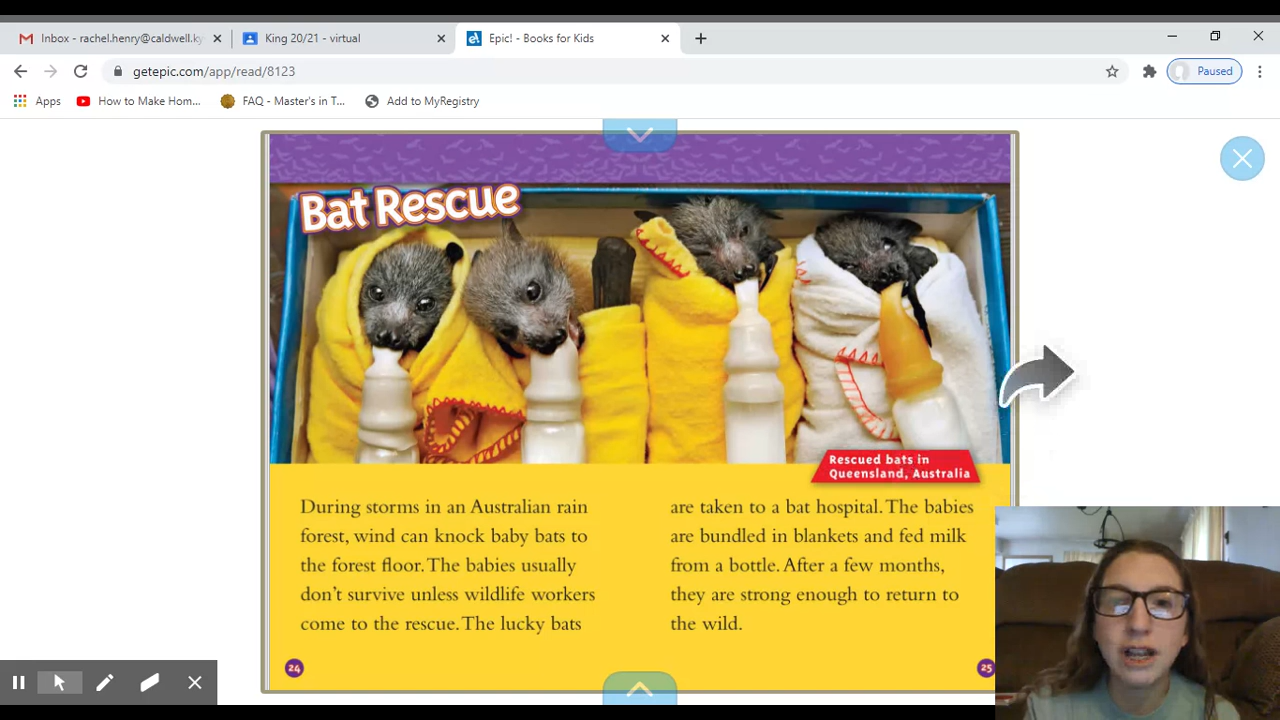 Inbox - rachel.henry@caldwell.ky
King 20/21 - virtual
Epic! - Books for Kids
getepic.com/app/read/8123
Paused
Apps
How to Make Hom...
FAQ - Master's in T...
Add to MyRegistry
Bat Rescue
Rescued bats in
Queensland, Australia
During storms in an Australian rain
forest, wind can knock baby bats to
the forest floor. The babies usually
don't survive unless wildlife workers
come to the rescue. The lucky bats
are taken to a bat hospital. The babies
are bundled in blankets and fed milk
from a bottle. After a few months,
they are strong enough to return to
the wild.
24
25